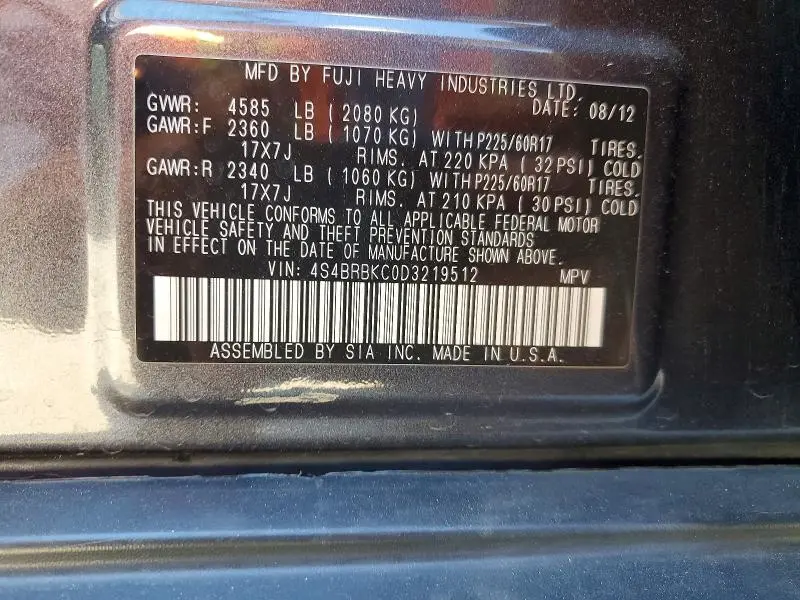 MFD BY FUJI HEAVY INDUSTRIES LTD.
DATE: 08/12
GVWR: 4585 LB ( 2080 KG)
GAWR:F 2360 LB ( 1070 KG) WITH P225/60R17 TIRES.
17X7J RIMS. AT 220 KPA ( 32 PSI) COLD
GAWR:R 2340 LB ( 1060 KG) WITH P225/60R17 TIRES.
17X7J RIMS. AT 210 KPA ( 30 PSI) COLD
THIS VEHICLE CONFORMS TO ALL APPLICABLE FEDERAL MOTOR
VEHICLE SAFETY AND THEFT PREVENTION STANDARDS
IN EFFECT ON THE DATE OF MANUFACTURE SHOWN ABOVE.
VIN: 4S4BRBKC0D3219512 MPV
ASSEMBLED BY SIA INC. MADE IN U.S.A.